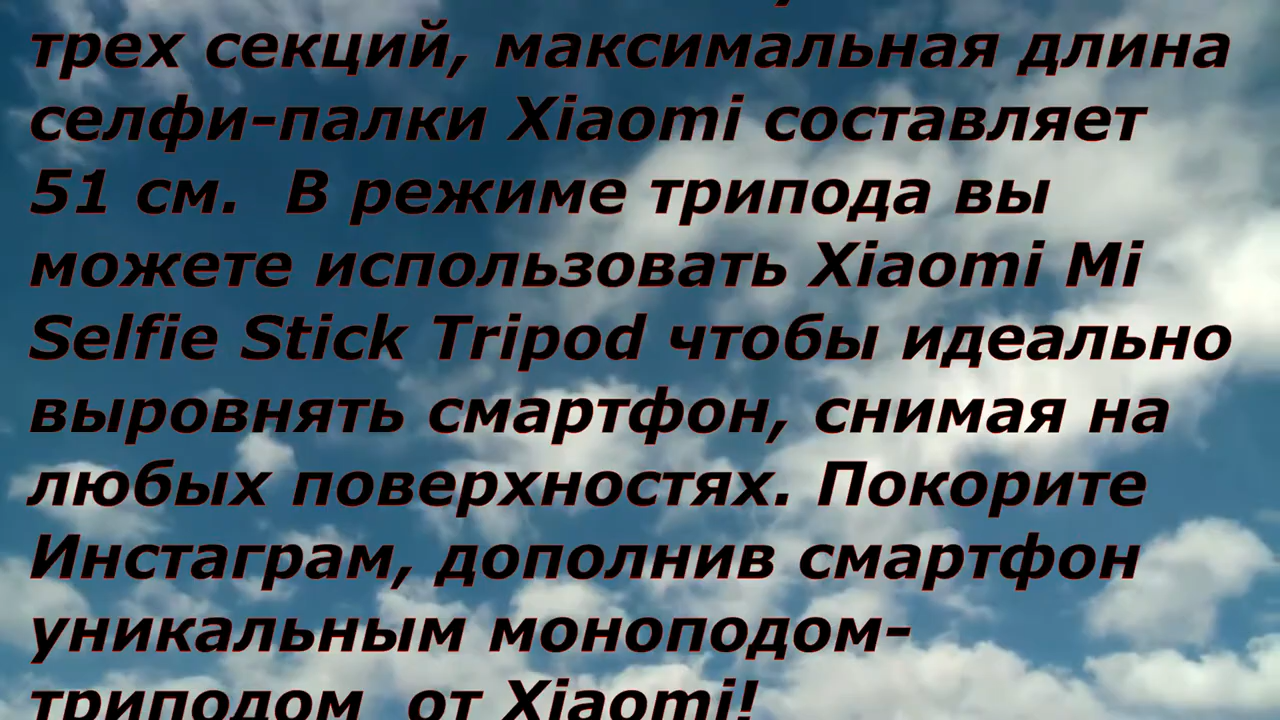 трех секций, максимальная длина
селфи-палки Xiaomi составляет
51 см.  В режиме трипода вы
можете использовать Xiaomi Mi
Selfie Stick Tripod чтобы идеально
выровнять смартфон, снимая на
любых поверхностях. Покорите
Инстаграм, дополнив смартфон
уникальным моноподом-
триподом  от Xiaomi!